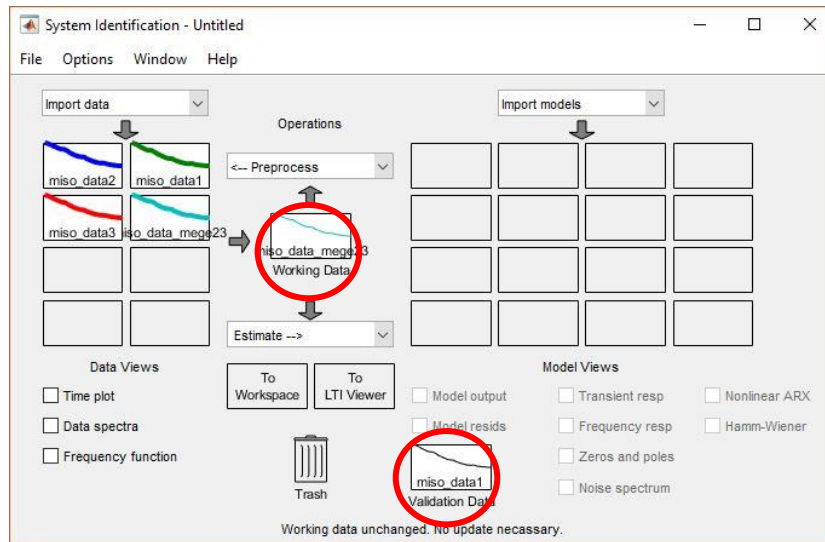 System Identification - Untitled
File Options Window Help
Import data
Import models
Operations
miso_data2 miso_data1
<-- Preprocess
miso_data3 iso_data_mege23
niso_data_mege23
Working Data
Estimate -->
Data Views
Time plot
Data spectra
Frequency function
To
Workspace
To
LTI Viewer
Trash
Model Views
Model output Transient resp Nonlinear ARX
Model resids Frequency resp Hamm-Wiener
Zeros and poles
Noise spectrum
miso_data1
Validation Data
Working data unchanged. No update necassary.